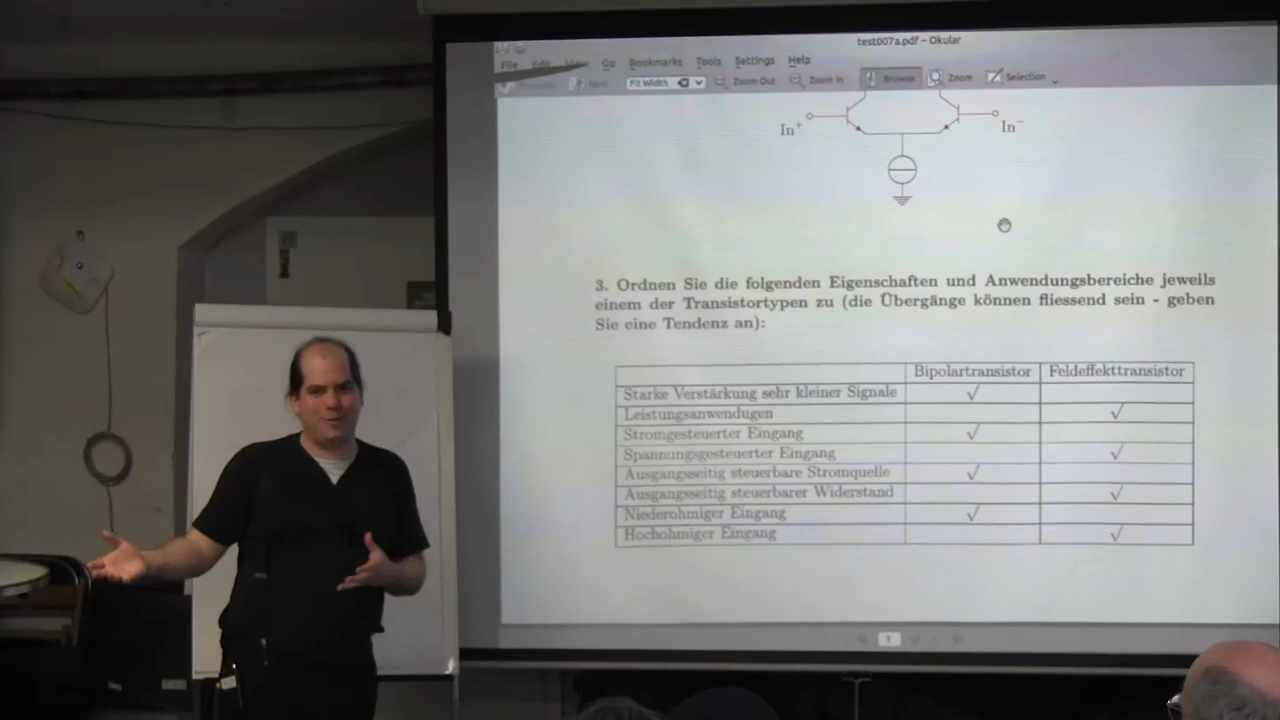 test007a.pdf – Okular
File Edit View Go Bookmarks Tools Settings Help
Fit Width Zoom Out Zoom In Browse Zoom Selection
In+ In−
3. Ordnen Sie die folgenden Eigenschaften und Anwendungsbereiche jeweils
einem der Transistortypen zu (die Übergänge können fliessend sein - geben
Sie eine Tendenz an):
Bipolartransistor Feldeffekttransistor
Starke Verstärkung sehr kleiner Signale ✓
Leistungsanwendugen ✓
Stromgesteuerter Eingang ✓
Spannungsgesteuerter Eingang ✓
Ausgangsseitig steuerbare Stromquelle ✓
Ausgangsseitig steuerbarer Widerstand ✓
Niederohmiger Eingang ✓
Hochohmiger Eingang ✓
1